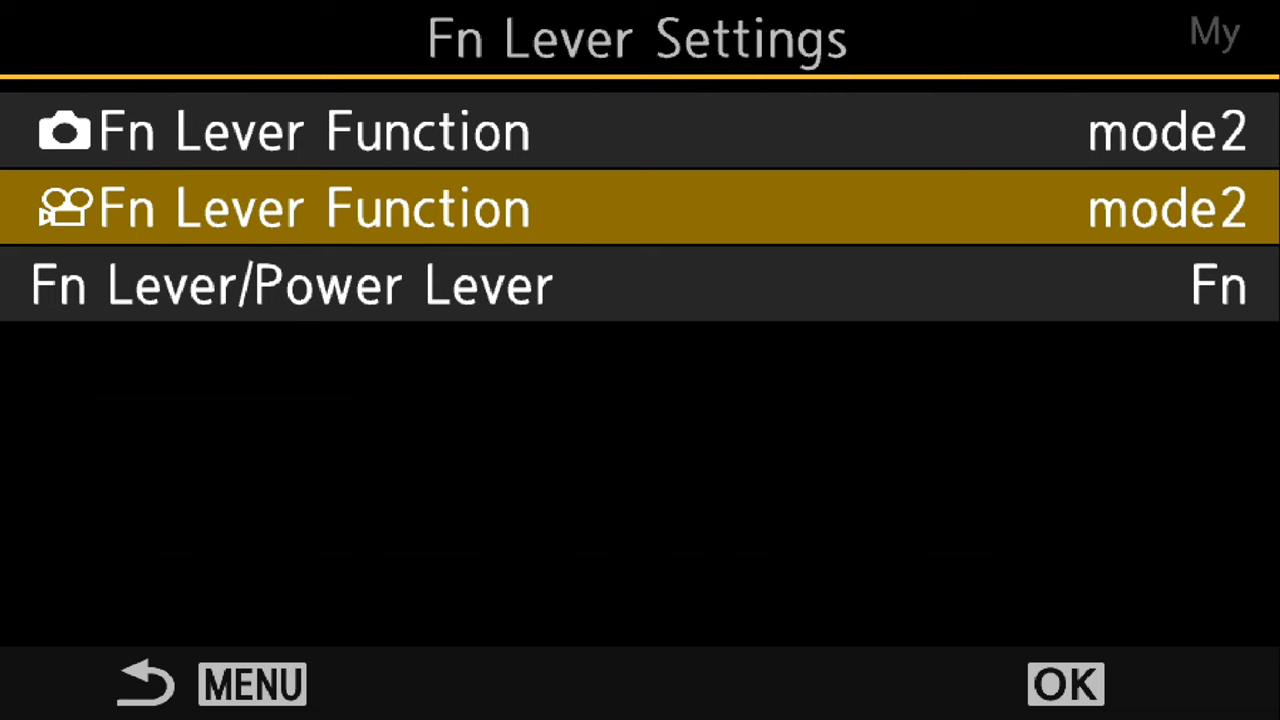 Fn Lever Settings
My
Fn Lever Function mode2
Fn Lever Function mode2
Fn Lever/Power Lever Fn
MENU OK